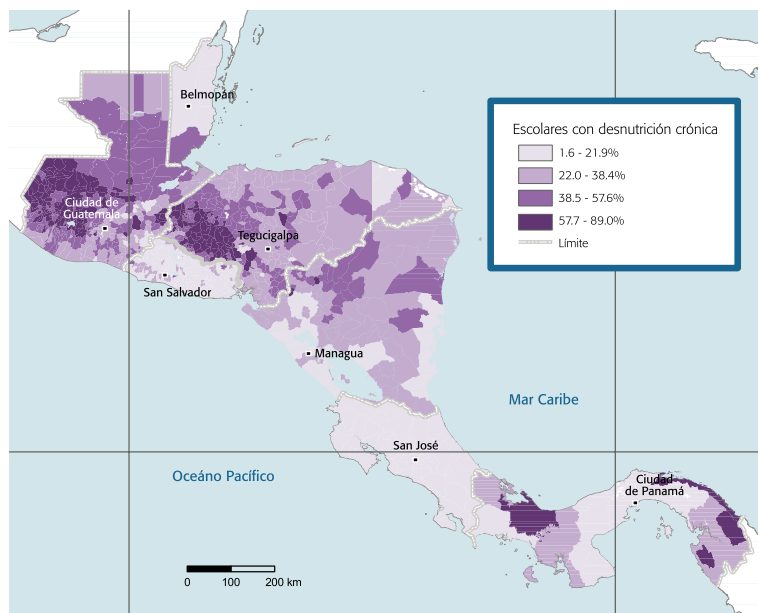 Belmopán
Escolares con desnutrición crónica
1.6 - 21.9%
22.0 - 38.4%
38.5 - 57.6%
57.7 - 89.0%
Límite
Ciudad de
Guatemala
Tegucigalpa
San Salvador
Managua
Mar Caribe
San José
Océano Pacífico
Ciudad
de Panamá
0 100 200 km